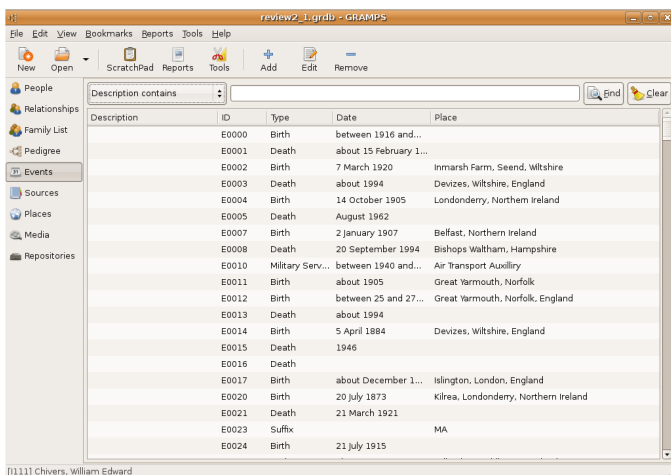 review2_1.grdb - GRAMPS
File Edit View Bookmarks Reports Tools Help
New Open ScratchPad Reports Tools Add Edit Remove
People
Relationships
Family List
Pedigree
Events
Sources
Places
Media
Repositories
Description contains Find Clear
Description ID Type Date Place
E0000 Birth between 1916 and...
E0001 Death about 15 February 1...
E0002 Birth 7 March 1920 Inmarsh Farm, Seend, Wiltshire
E0003 Death about 1994 Devizes, Wiltshire, England
E0004 Birth 14 October 1905 Londonderry, Northern Ireland
E0005 Death August 1962
E0007 Birth 2 January 1907 Belfast, Northern Ireland
E0008 Death 20 September 1994 Bishops Waltham, Hampshire
E0010 Military Serv... between 1940 and... Air Transport Auxilliry
E0011 Birth about 1905 Great Yarmouth, Norfolk
E0012 Birth between 25 and 27... Great Yarmouth, Norfolk, England
E0013 Death about 1994
E0014 Birth 5 April 1884 Devizes, Wiltshire, England
E0015 Death 1946
E0016 Death
E0017 Birth about December 1... Islington, London, England
E0020 Birth 20 July 1873 Kilrea, Londonderry, Northern Ireland
E0021 Death 21 March 1921
E0023 Suffix MA
E0024 Birth 21 July 1915
[I111] Chivers, William Edward